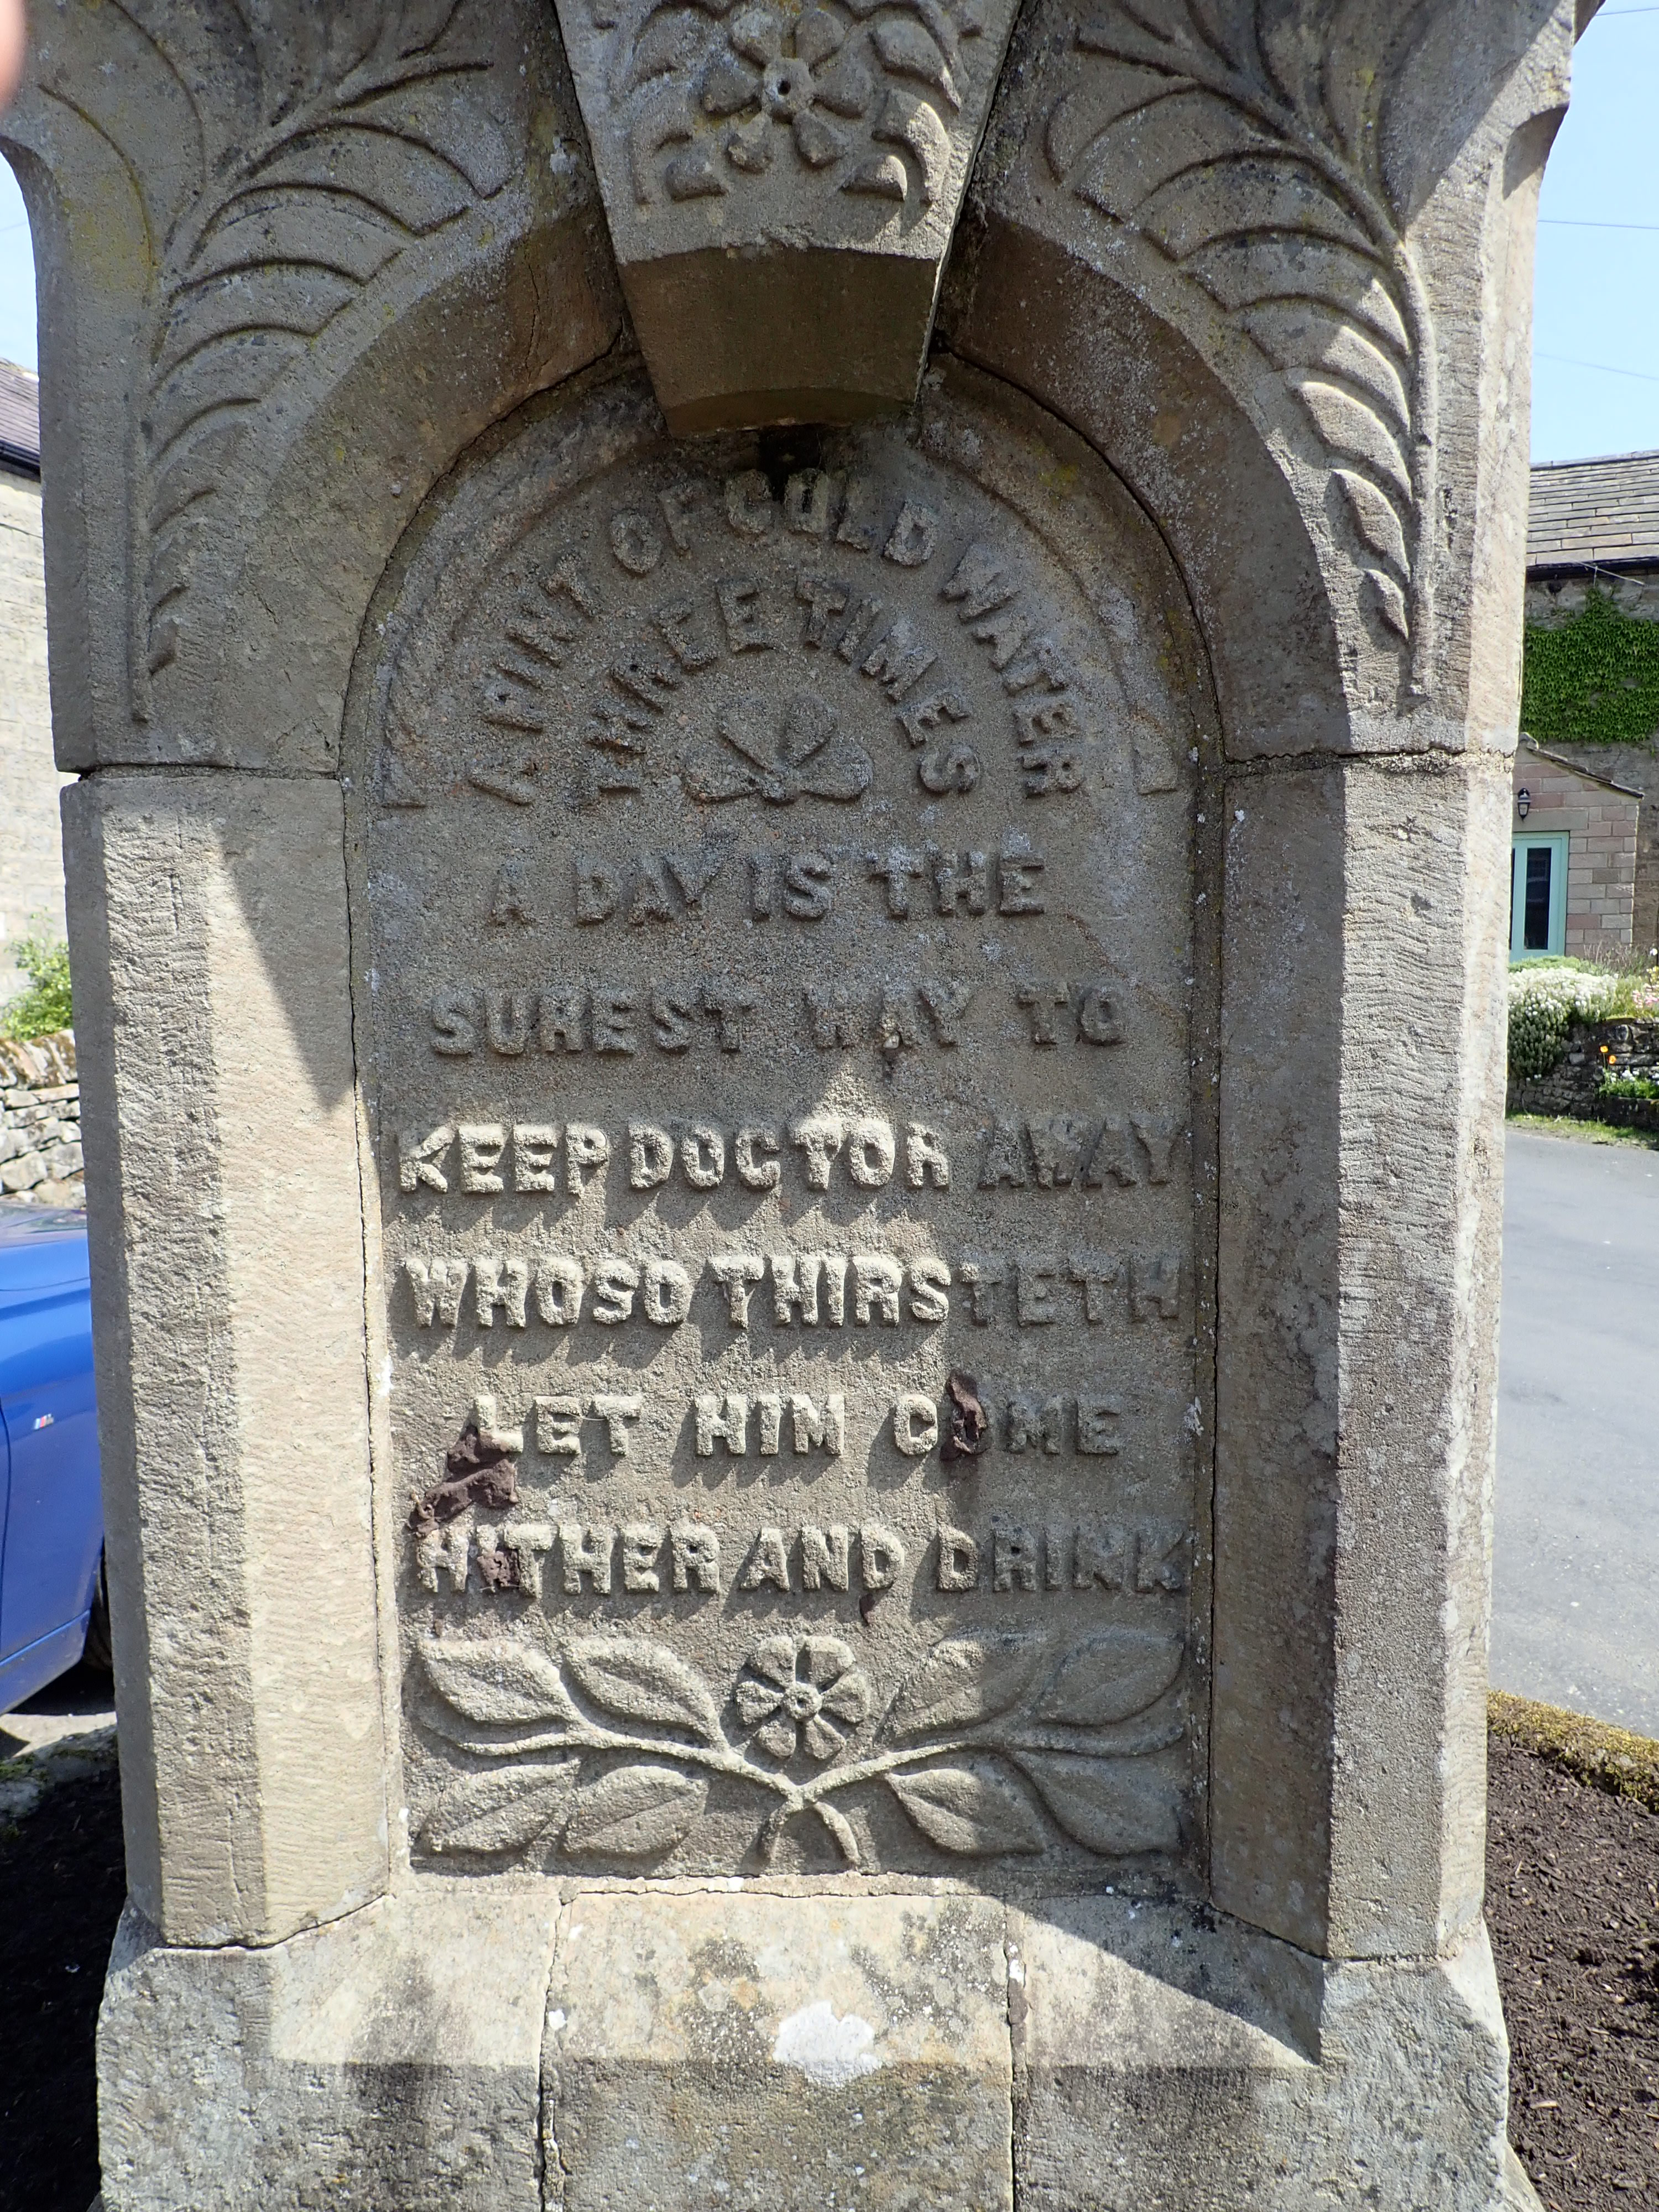 A PINT OF COLD WATER
THREE TIMES
A DAY IS THE
SUREST WAY TO
KEEP DOCTOR AWAY
WHOSO THIRSTETH
LET HIM COME
HITHER AND DRINK